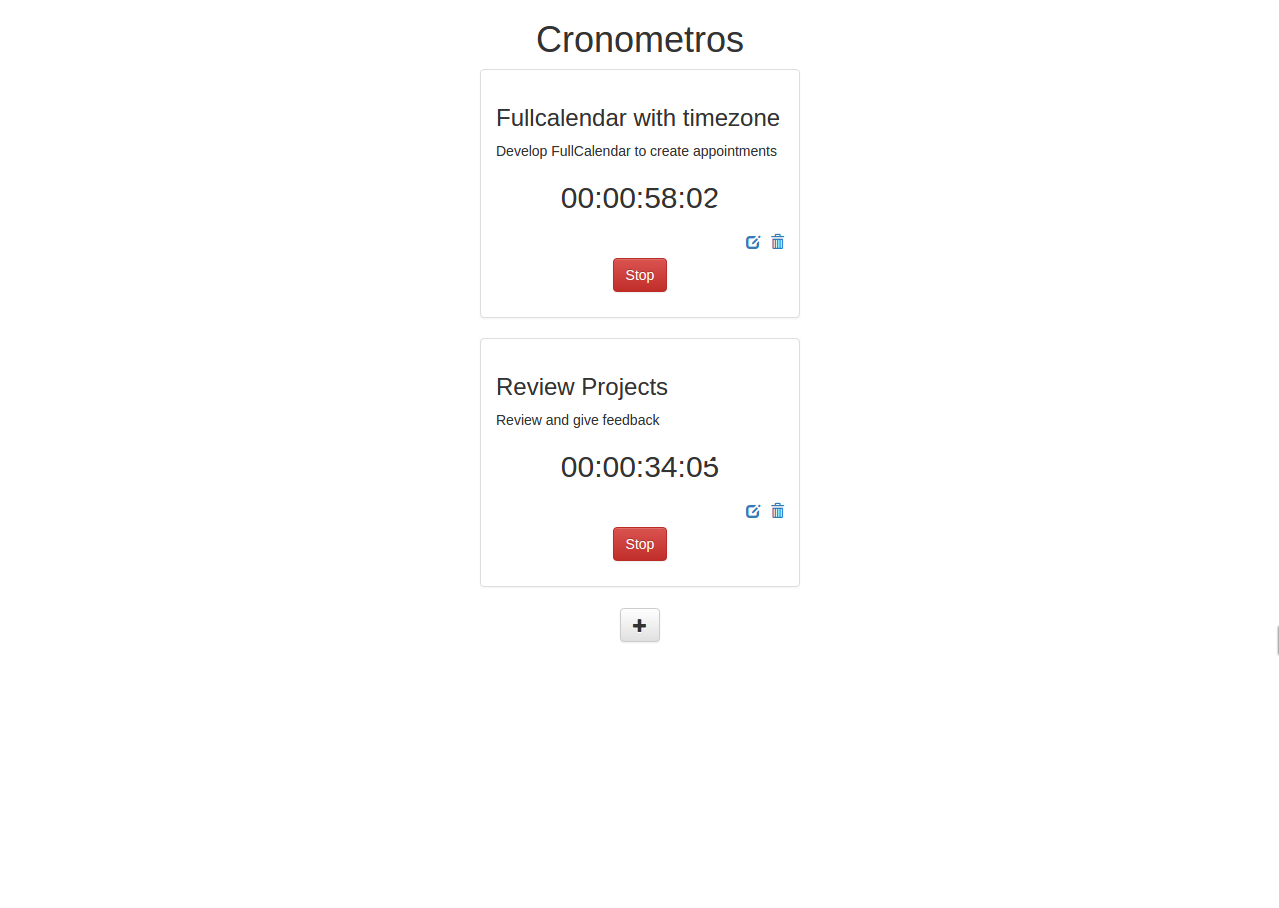 Cronometros
Fullcalendar with timezone
Develop FullCalendar to create appointments
00:00:58:02
Stop
Review Projects
Review and give feedback
00:00:34:05
Stop